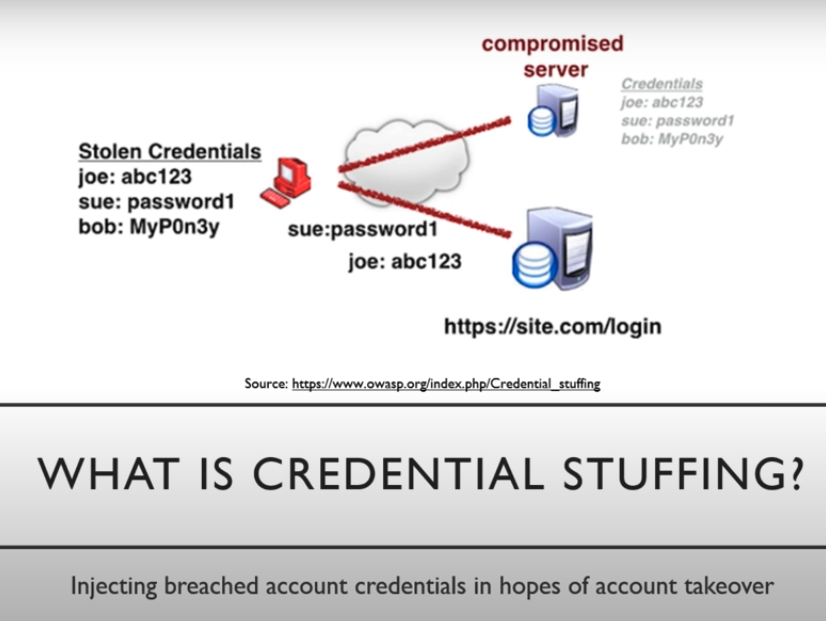 compromised
server
Credentials
joe: abc123
sue: password1
bob: MyP0n3y
Stolen Credentials
joe: abc123
sue: password1
bob: MyP0n3y
sue:password1
joe: abc123
https://site.com/login
Source: https://www.owasp.org/index.php/Credential_stuffing
WHAT IS CREDENTIAL STUFFING?
Injecting breached account credentials in hopes of account takeover